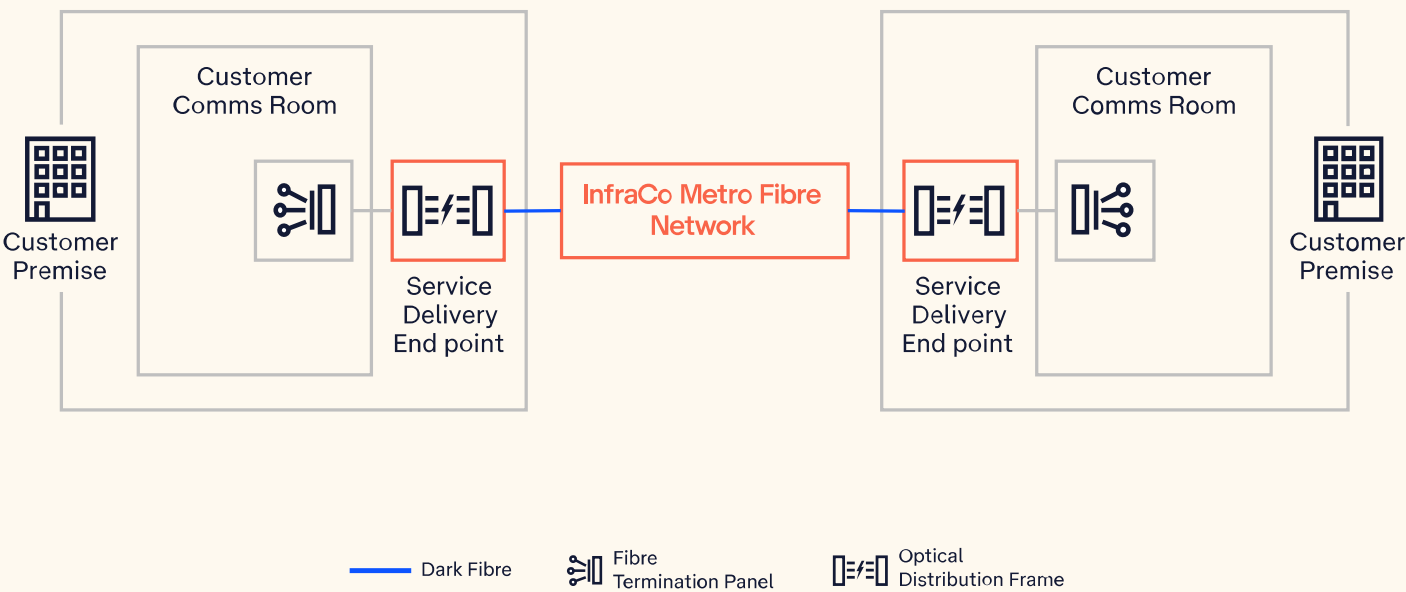 Customer
Comms Room
Customer
Premise
Service
Delivery
End point
InfraCo Metro Fibre
Network
Service
Delivery
End point
Customer
Comms Room
Customer
Premise
Dark Fibre
Fibre
Termination Panel
Optical
Distribution Frame